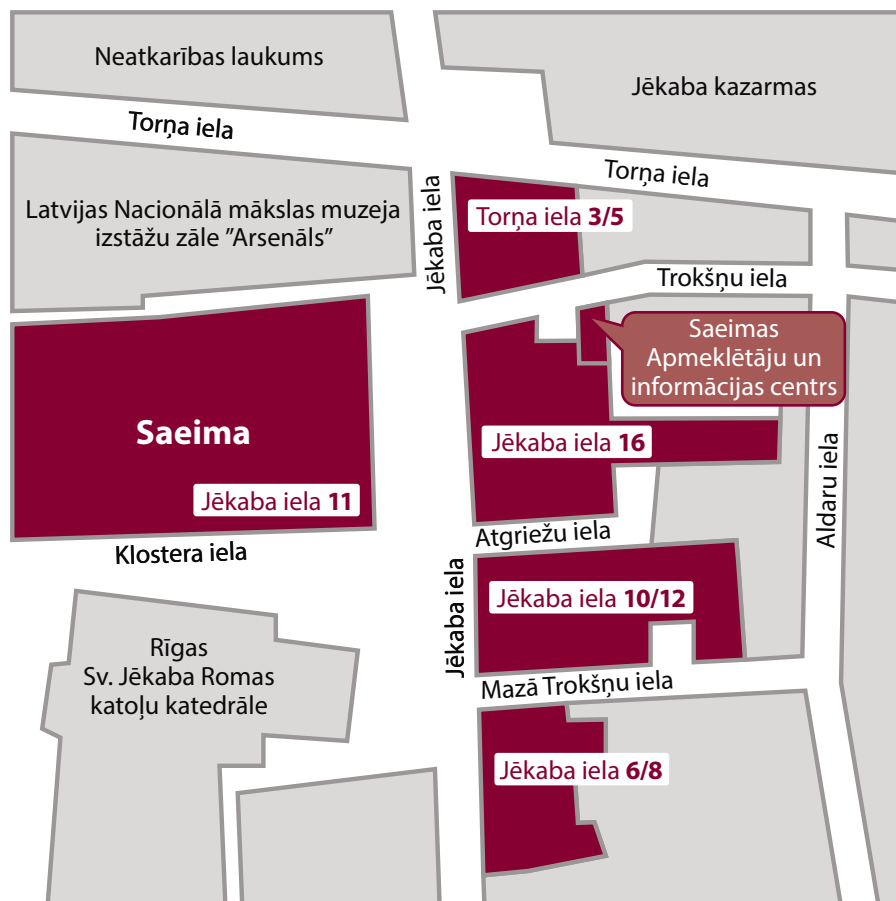 Neatkarības laukums
Jēkaba kazarmas
Torņa iela
Torņa iela
Latvijas Nacionālā mākslas muzeja
izstāžu zāle "Arsenāls"
Jēkaba iela
Torņa iela 3/5
Trokšņu iela
Saeimas
Apmeklētāju un
informācijas centrs
Saeima
Jēkaba iela 16
Jēkaba iela 11
Aldaru iela
Atgriežu iela
Klostera iela
Jēkaba iela
Jēkaba iela 10/12
Rīgas
Sv. Jēkaba Romas
katoļu katedrāle
Mazā Trokšņu iela
Jēkaba iela 6/8